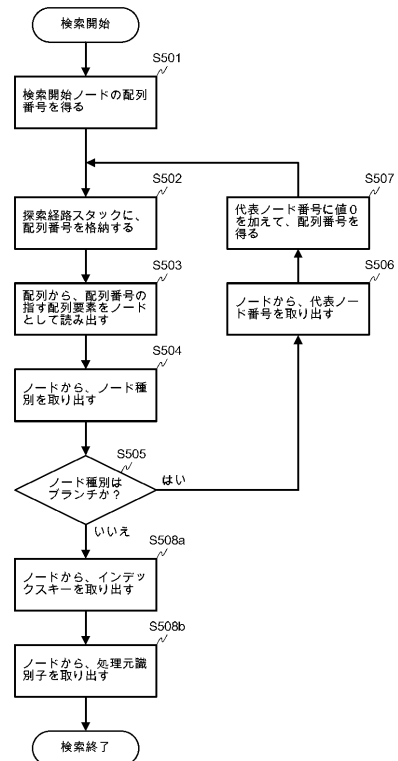 検索開始
S501
検索開始ノードの配列
番号を得る
S502
探索経路スタックに、
配列番号を格納する
S503
配列から、配列番号の
指す配列要素をノード
として読み出す
S504
ノードから、ノード種
別を取り出す
S505
ノード種別は
ブランチか？
はい
いいえ
S506
ノードから、代表ノー
ド番号を取り出す
S507
代表ノード番号に値0
を加えて、配列番号を
得る
S508a
ノードから、インデッ
クスキーを取り出す
S508b
ノードから、処理元識
別子を取り出す
検索終了